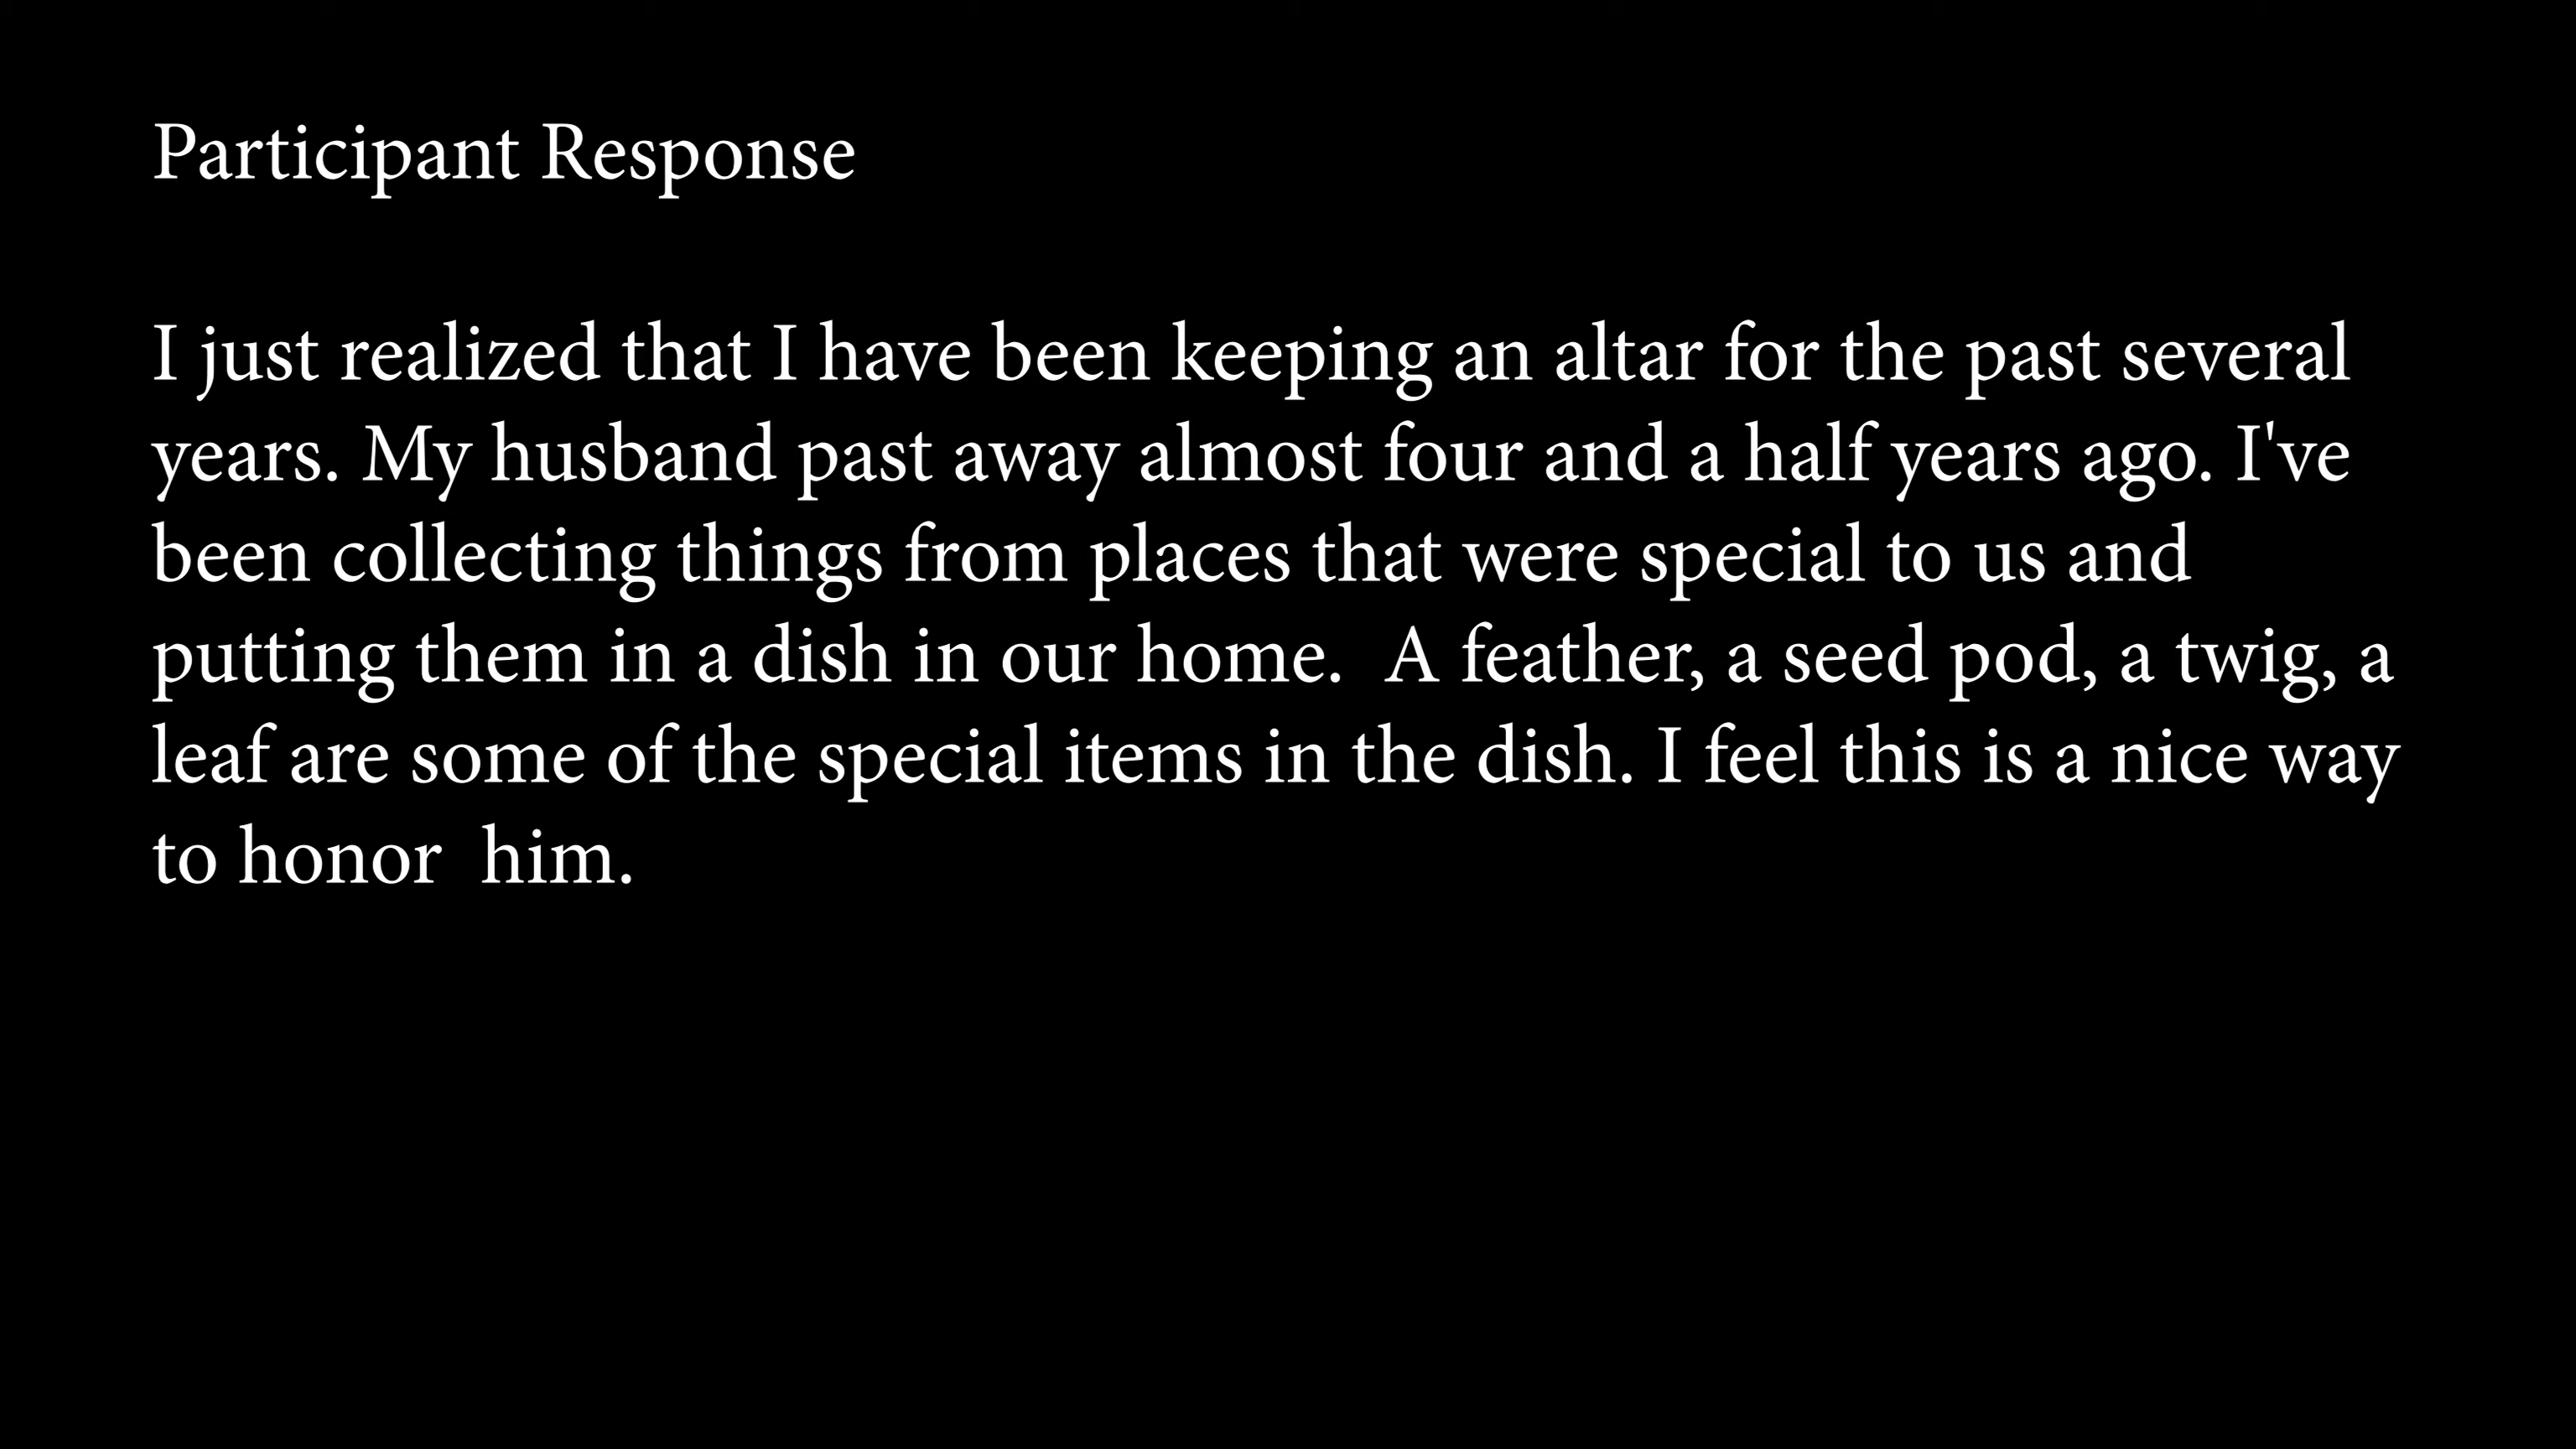 Participant Response
I just realized that I have been keeping an altar for the past several
years. My husband past away almost four and a half years ago. I've
been collecting things from places that were special to us and
putting them in a dish in our home.  A feather, a seed pod, a twig, a
leaf are some of the special items in the dish. I feel this is a nice way
to honor  him.